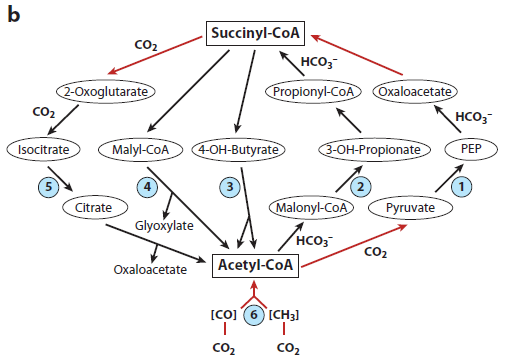 b
Succinyl-CoA
CO₂
HCO₃⁻
2-Oxoglutarate
Propionyl-CoA
Oxaloacetate
CO₂
HCO₃⁻
Isocitrate
Malyl-CoA
4-OH-Butyrate
3-OH-Propionate
PEP
5
4
3
2
1
Citrate
Malonyl-CoA
Pyruvate
Glyoxylate
HCO₃⁻
CO₂
Oxaloacetate
Acetyl-CoA
[CO] 6 [CH₃]
CO₂ CO₂